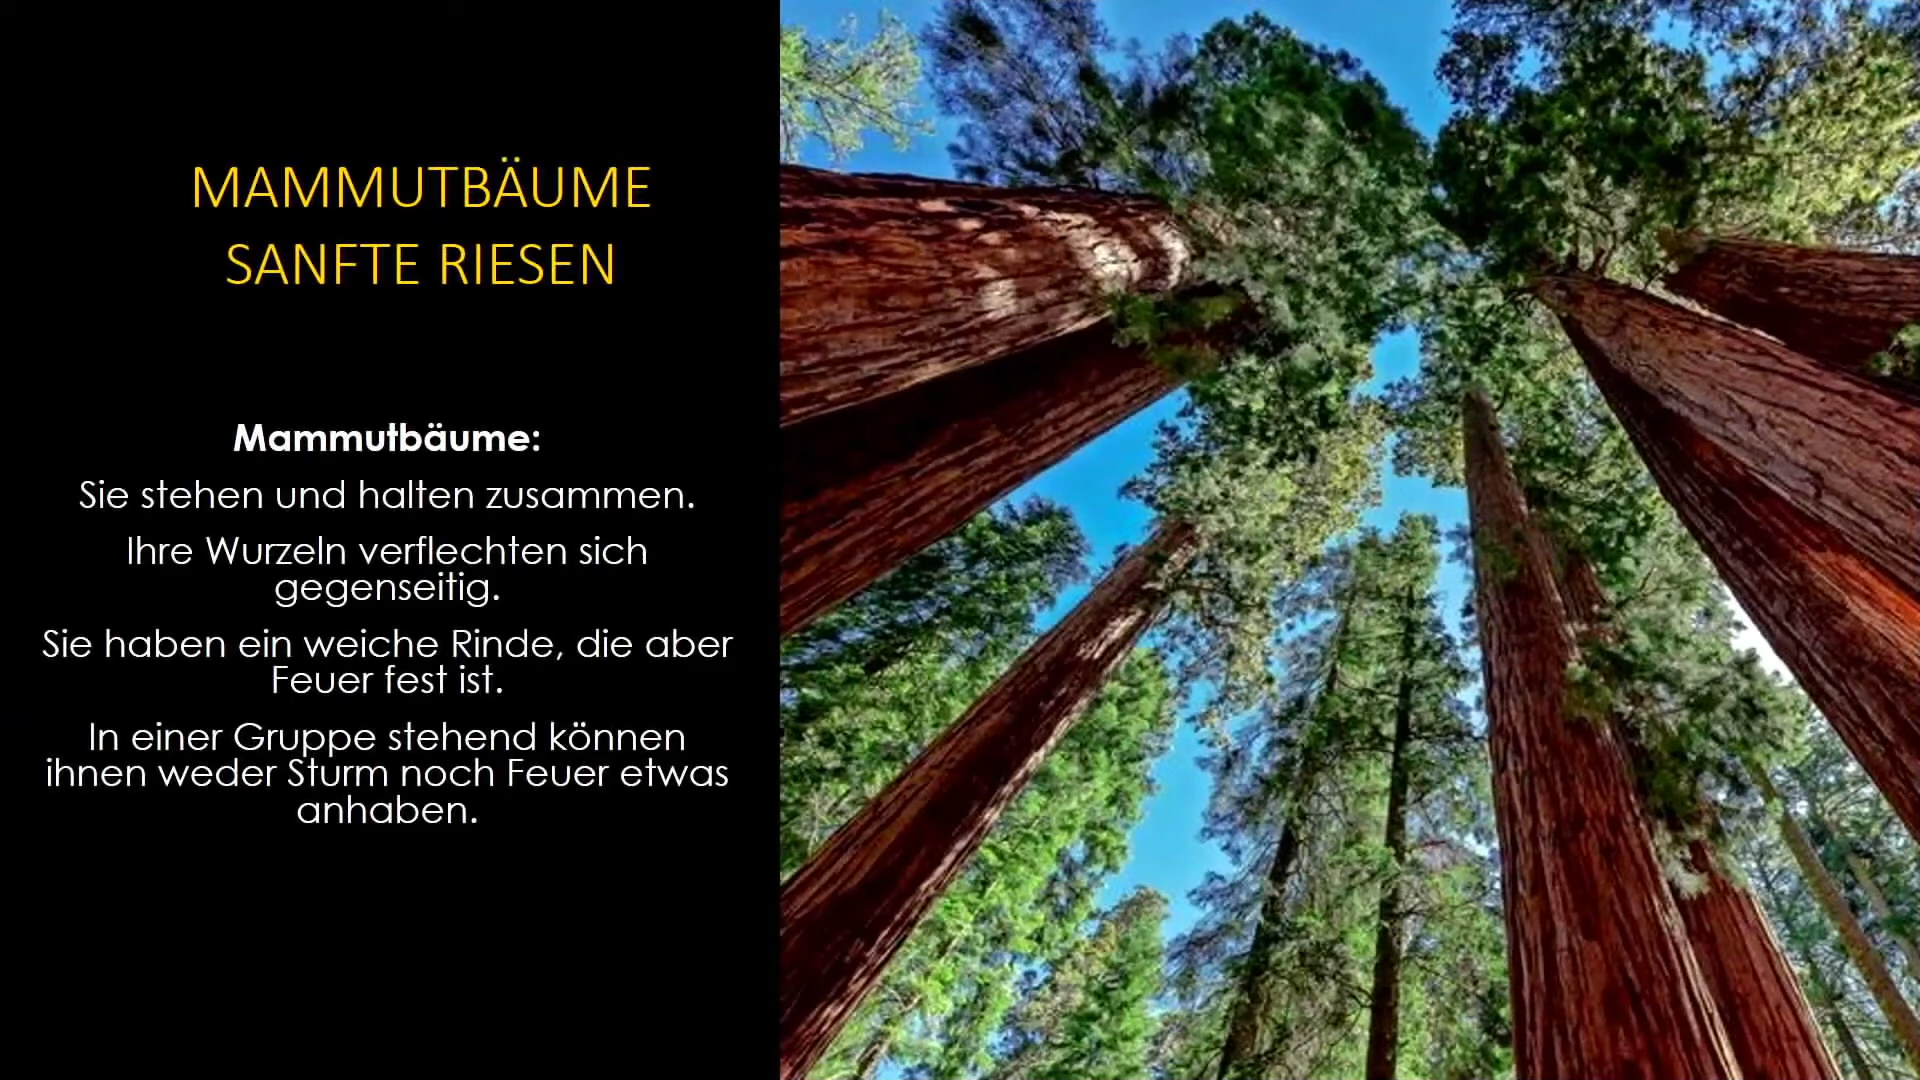 MAMMUTBÄUME
SANFTE RIESEN
Mammutbäume:
Sie stehen und halten zusammen.
Ihre Wurzeln verflechten sich
gegenseitig.
Sie haben ein weiche Rinde, die aber
Feuer fest ist.
In einer Gruppe stehend können
ihnen weder Sturm noch Feuer etwas
anhaben.